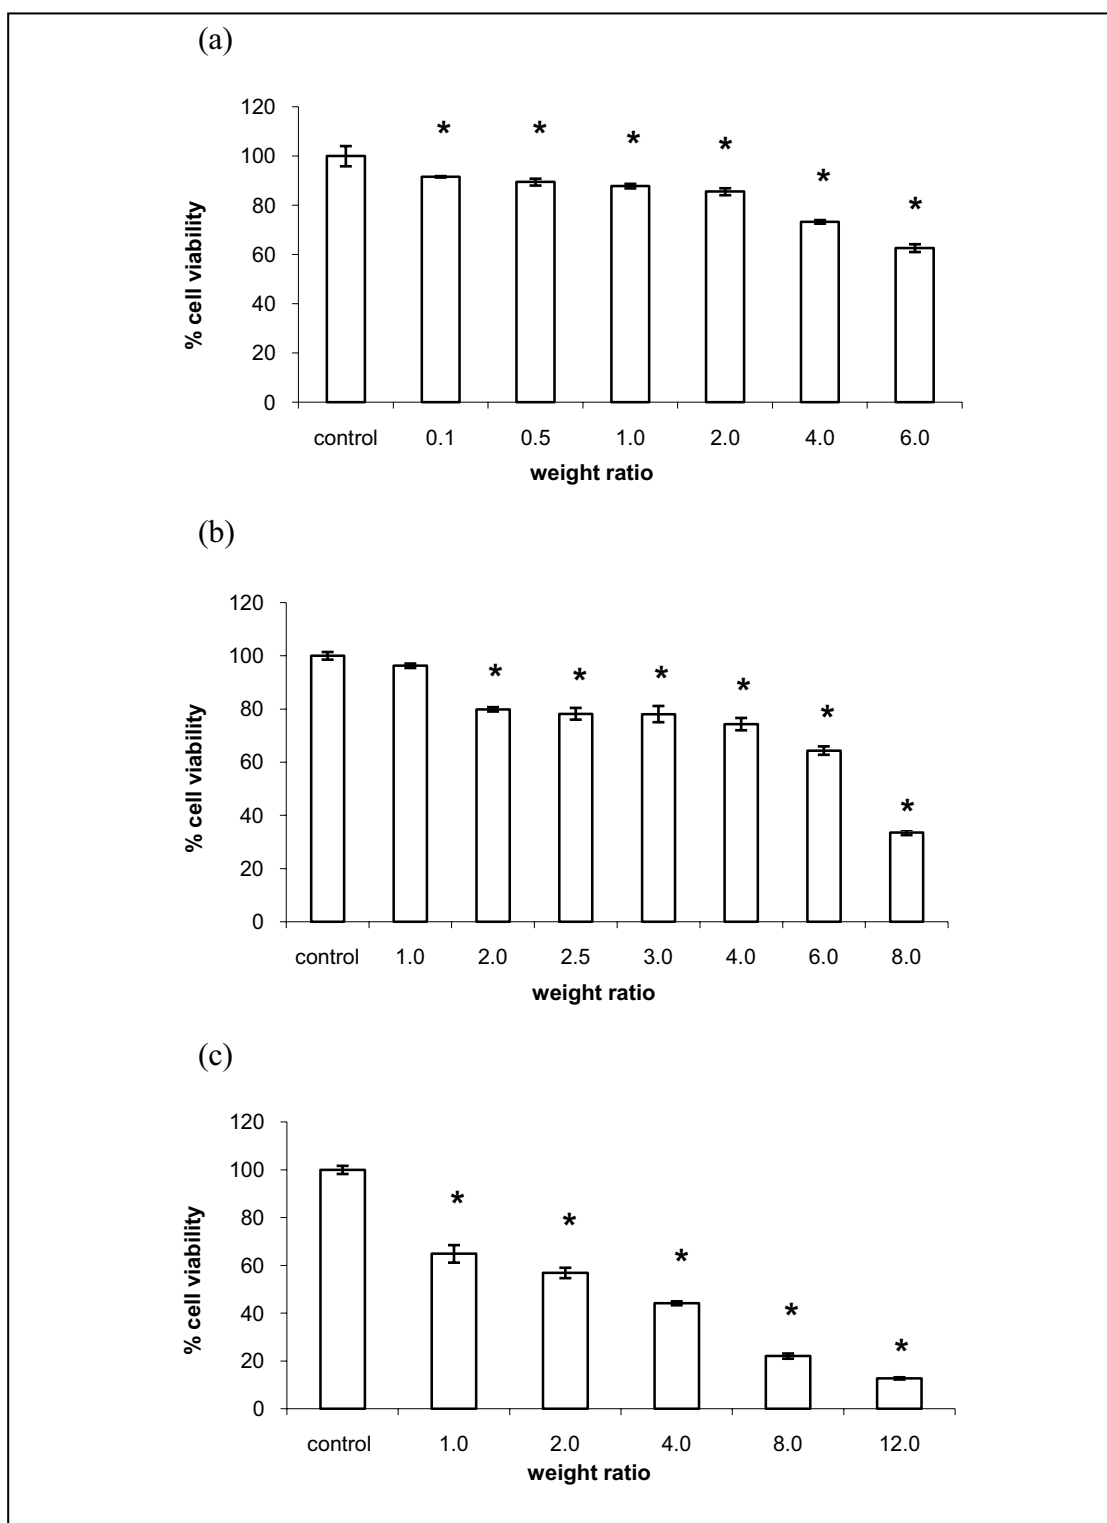 (a)
120
100
80
60
40
20
0
% cell viability
* * * * * *
control 0.1 0.5 1.0 2.0 4.0 6.0
weight ratio
(b)
120
100
80
60
40
20
0
% cell viability
* * * * * *
control 1.0 2.0 2.5 3.0 4.0 6.0 8.0
weight ratio
(c)
120
100
80
60
40
20
0
% cell viability
* * * * *
control 1.0 2.0 4.0 8.0 12.0
weight ratio